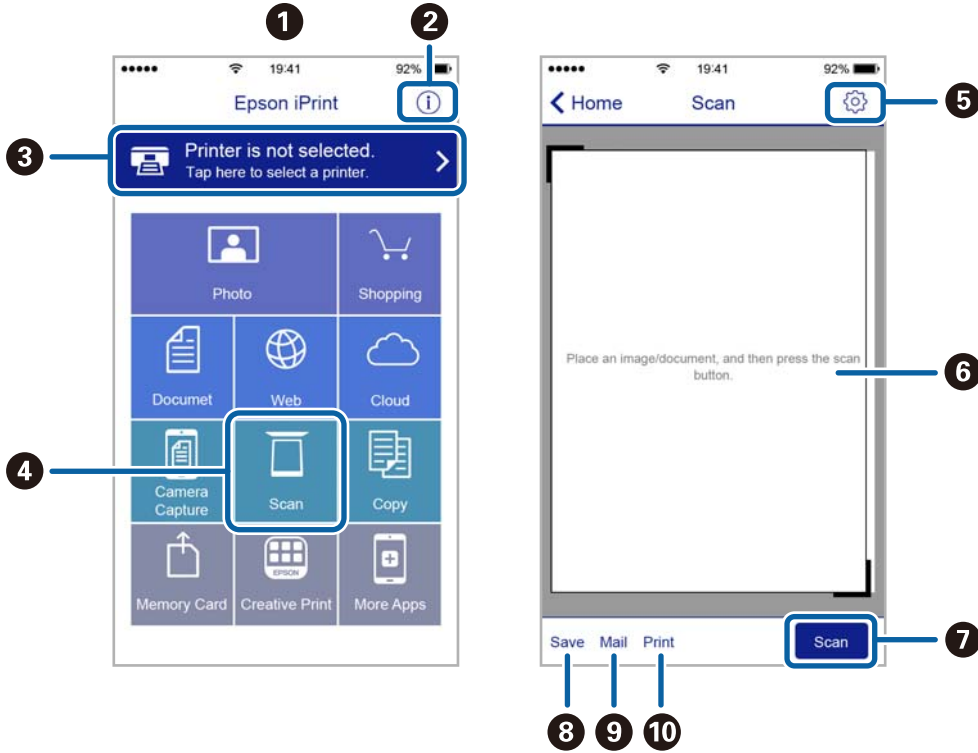 1
2
19:41
92%
Epson iPrint
i
3
Printer is not selected.
Tap here to select a printer.
Photo
Shopping
Documet
Web
Cloud
4
Camera
Capture
Scan
Copy
EPSON
Memory Card
Creative Print
More Apps
19:41
92%
Home
Scan
5
Place an image/document, and then press the scan
button.
6
Save
Mail
Print
Scan
7
8
9
10